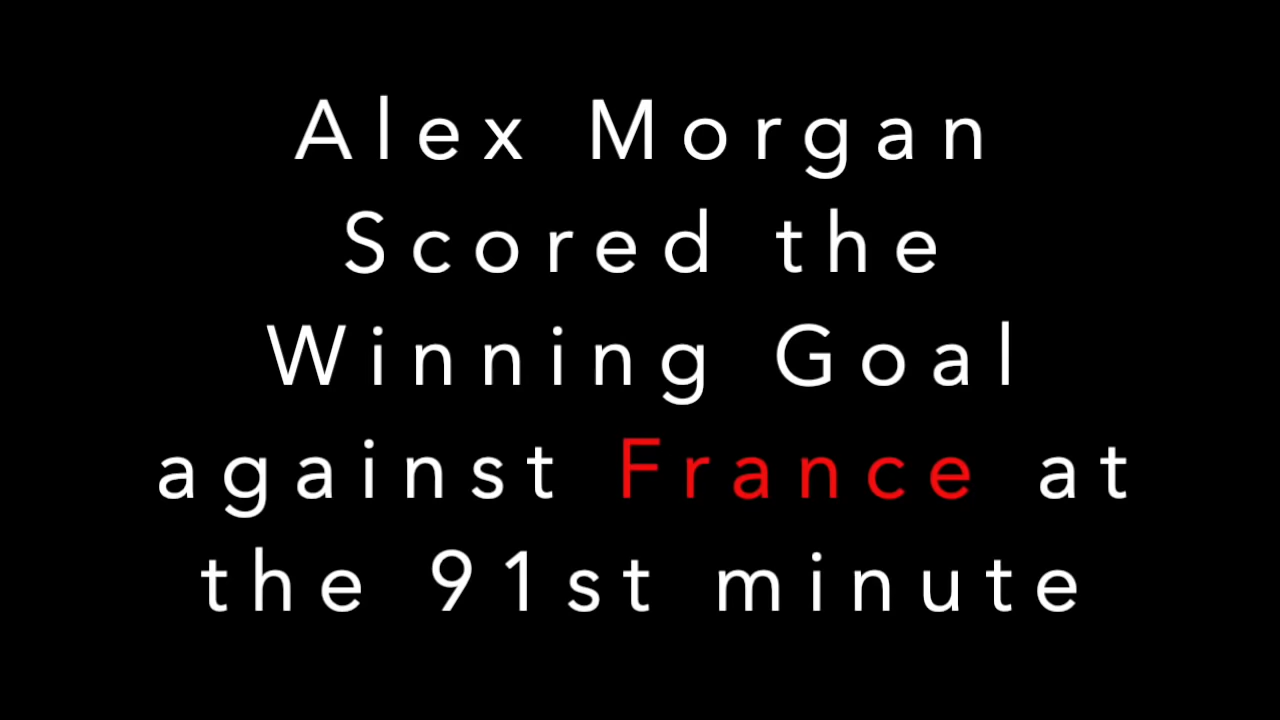 Alex Morgan
Scored the
Winning Goal
against France at
the 91st minute